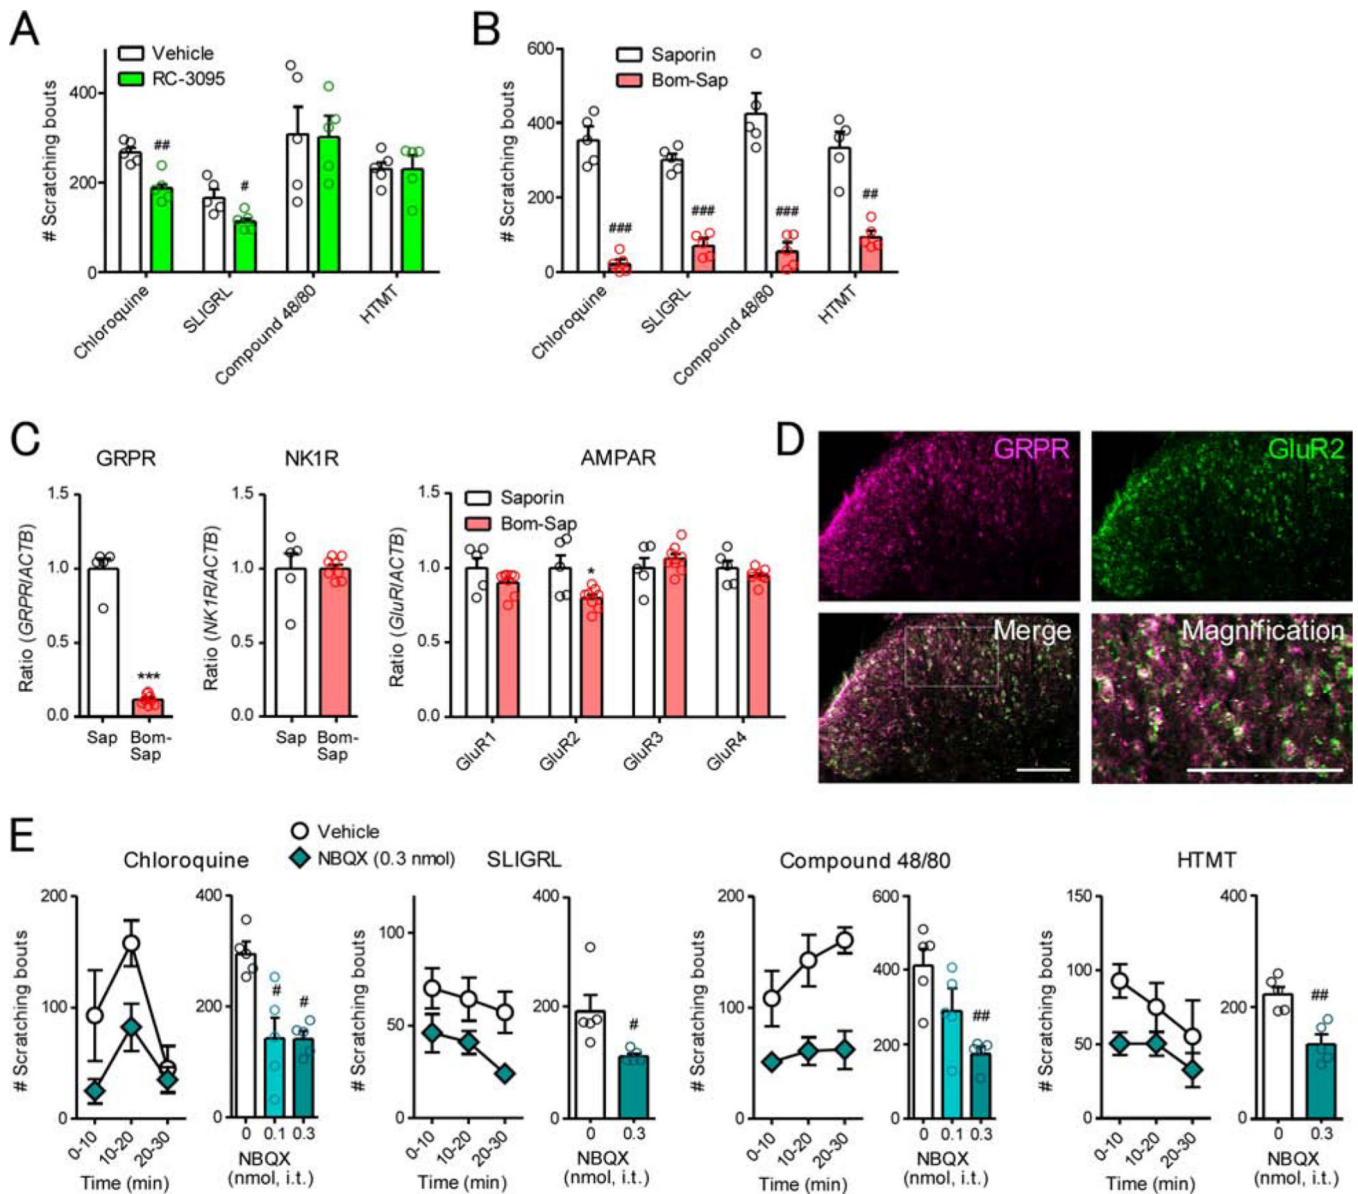 A
Vehicle
RC-3095
# Scratching bouts
400
200
0
##
#
Chloroquine
SLIGRL
Compound 48/80
HTMT
B
Saporin
Bom-Sap
# Scratching bouts
600
400
200
0
###
###
###
##
Chloroquine
SLIGRL
Compound 48/80
HTMT
C
GRPR
Ratio (GRPR/ACTB)
1.5
1.0
0.5
0.0
***
Sap
Bom-
Sap
NK1R
Ratio (NK1R/ACTB)
1.5
1.0
0.5
0.0
Sap
Bom-
Sap
AMPAR
Saporin
Bom-Sap
Ratio (GluR/ACTB)
1.5
1.0
0.5
0.0
*
GluR1
GluR2
GluR3
GluR4
D
GRPR
GluR2
Merge
Magnification
E
Vehicle
NBQX (0.3 nmol)
Chloroquine
# Scratching bouts
200
100
0
0-10
10-20
20-30
Time (min)
400
200
0
#
#
0
0.1
0.3
NBQX
(nmol, i.t.)
SLIGRL
# Scratching bouts
100
50
0
0-10
10-20
20-30
Time (min)
400
200
0
#
0
0.3
NBQX
(nmol, i.t.)
Compound 48/80
# Scratching bouts
200
100
0
0-10
10-20
20-30
Time (min)
600
400
200
0
##
0
0.1
0.3
NBQX
(nmol, i.t.)
HTMT
# Scratching bouts
150
100
50
0
0-10
10-20
20-30
Time (min)
400
200
0
##
0
0.3
NBQX
(nmol, i.t.)